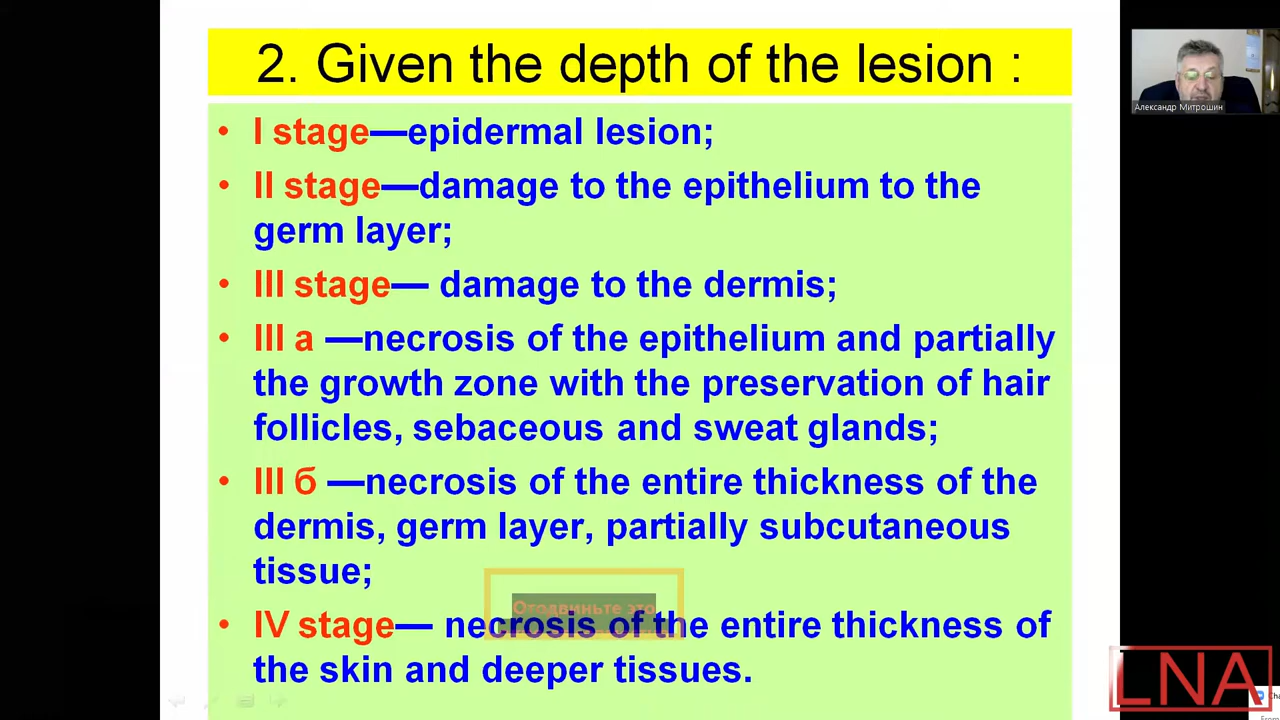 2. Given the depth of the lesion :
Александр Митрошин
• I stage—epidermal lesion;
• II stage—damage to the epithelium to the
germ layer;
• III stage— damage to the dermis;
• III a —necrosis of the epithelium and partially
the growth zone with the preservation of hair
follicles, sebaceous and sweat glands;
• III б —necrosis of the entire thickness of the
dermis, germ layer, partially subcutaneous
tissue;
Отодвиньте это
• IV stage— necrosis of the entire thickness of
the skin and deeper tissues.
LNA